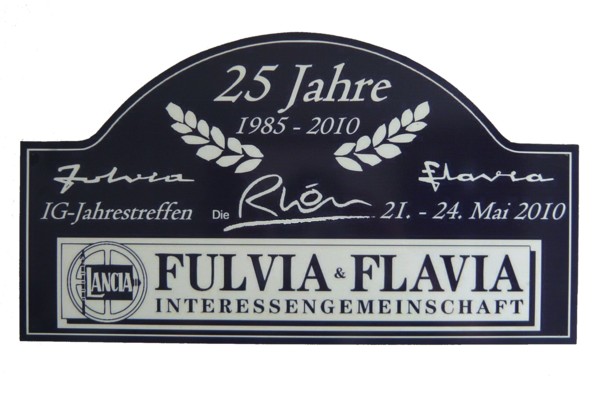 25 Jahre
1985 - 2010
Fulvia Flavia
IG-Jahrestreffen Die Rhön 21. - 24. Mai 2010
LANCIA FULVIA & FLAVIA
INTERESSENGEMEINSCHAFT